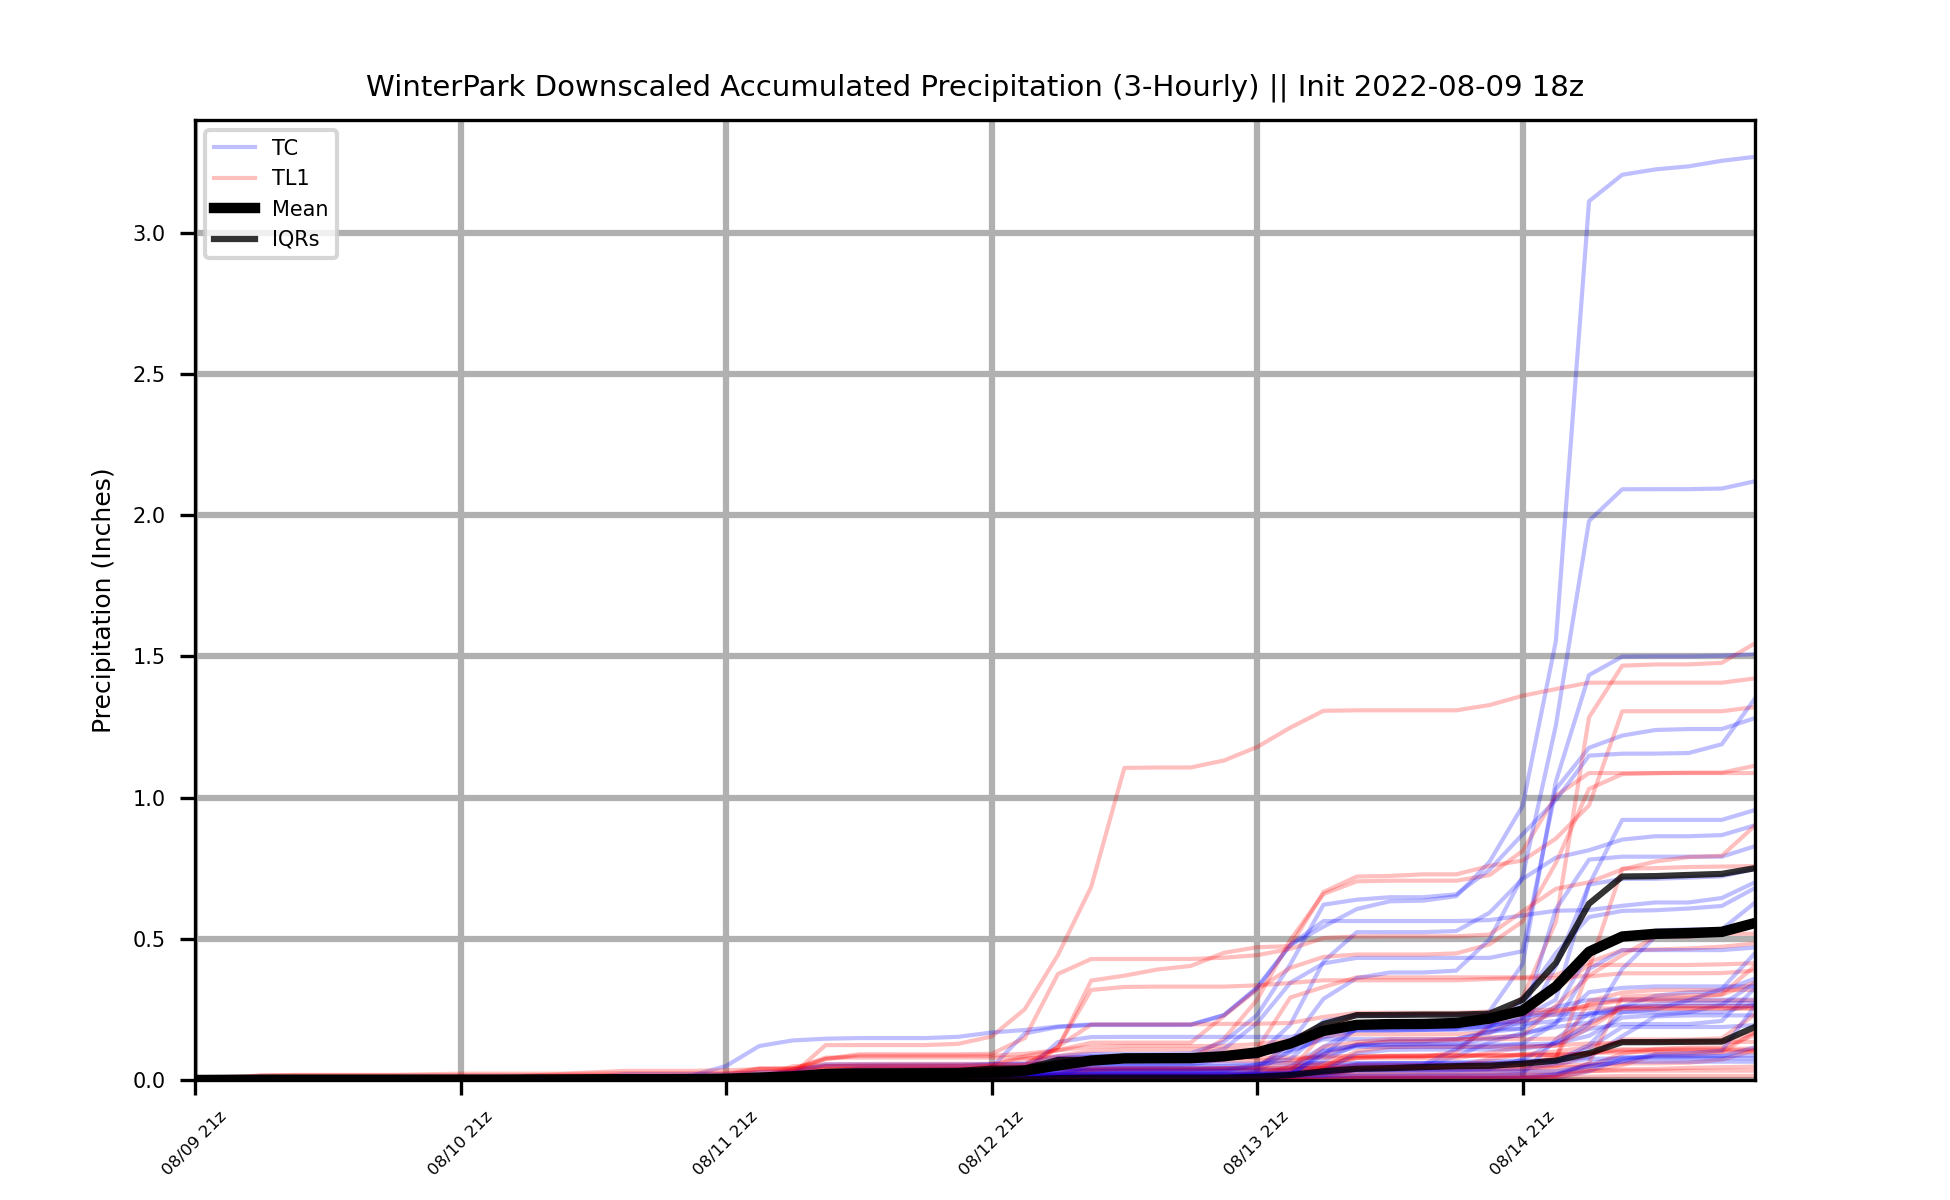 WinterPark Downscaled Accumulated Precipitation (3-Hourly) || Init 2022-08-09 18z
TC
TL1
Mean
IQRs
Precipitation (Inches)
3.0
2.5
2.0
1.5
1.0
0.5
0.0
08/09 21z
08/10 21z
08/11 21z
08/12 21z
08/13 21z
08/14 21z